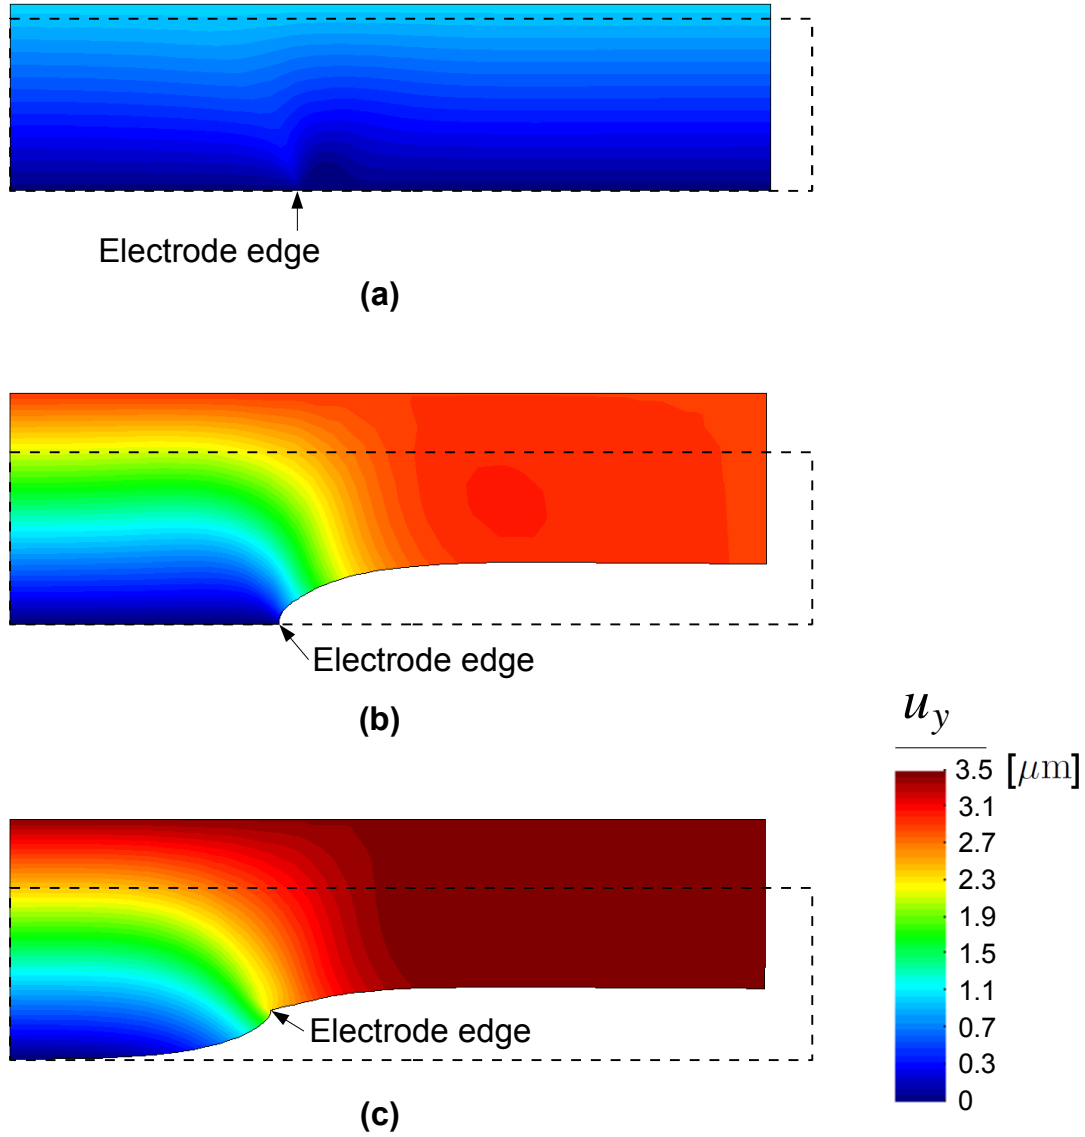 Electrode edge
(a)
Electrode edge
(b)
u_y
[μm]
3.5
3.1
2.7
2.3
1.9
1.5
1.1
0.7
0.3
0
Electrode edge
(c)